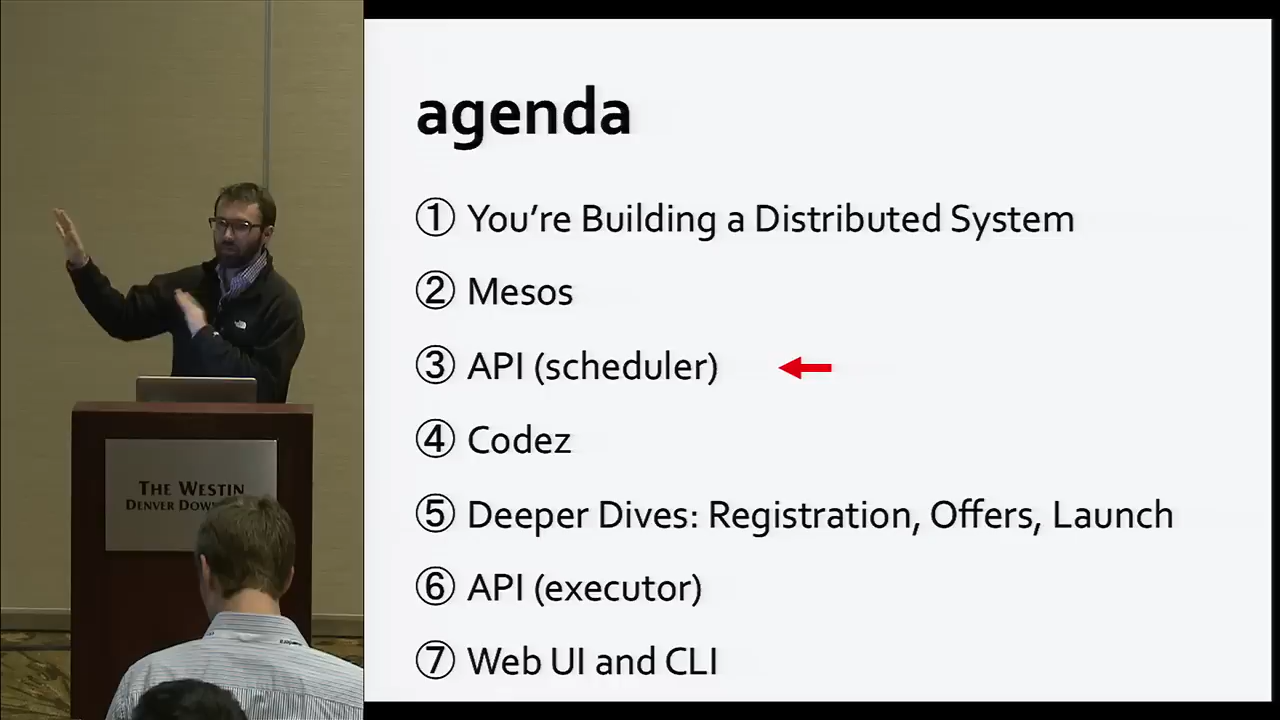 agenda
① You're Building a Distributed System
② Mesos
③ API (scheduler)
④ Codez
⑤ Deeper Dives: Registration, Offers, Launch
⑥ API (executor)
⑦ Web UI and CLI
THE WESTIN
DENVER